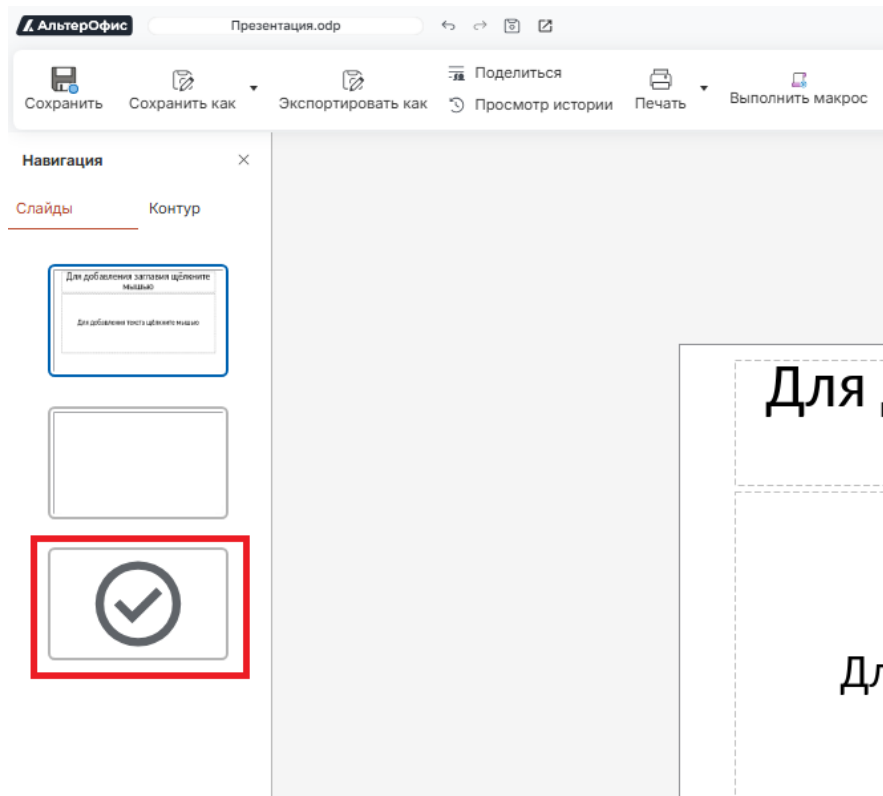 АльтерОфис
Презентация.odp
Сохранить
Сохранить как
Экспортировать как
Поделиться
Просмотр истории
Печать
Выполнить макрос
Навигация
Слайды
Контур
Для добавления заглавия щёлкните
мышью
Для добавления текста щёлкните мышью
Для
Дл